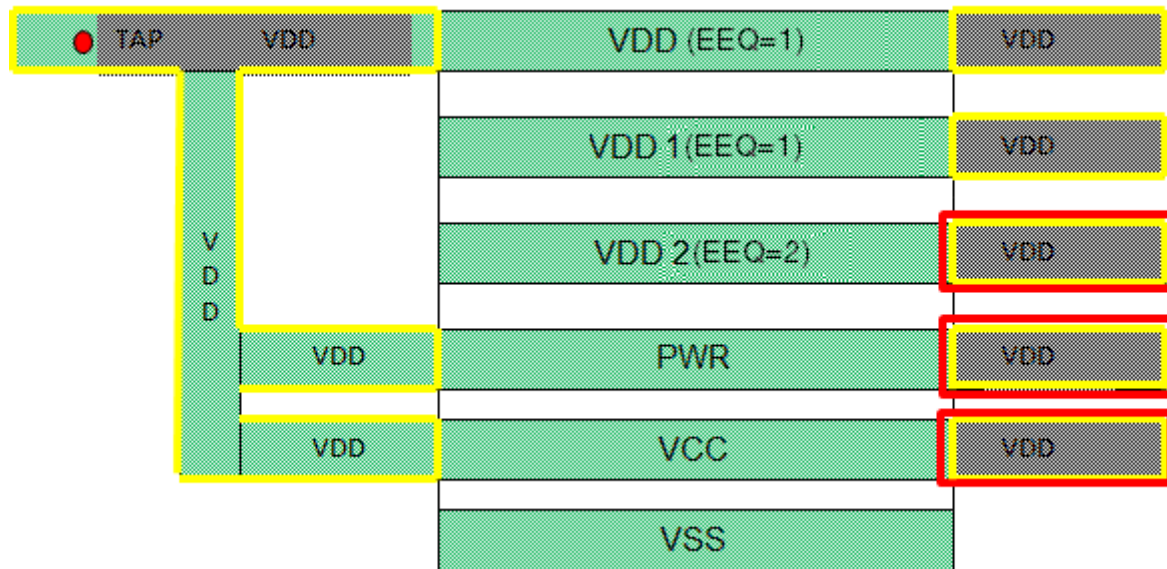 TAP VDD VDD (EEQ=1) VDD
VDD 1(EEQ=1) VDD
VDD 2(EEQ=2) VDD
V
D
D
VDD PWR VDD
VDD VCC VDD
VSS